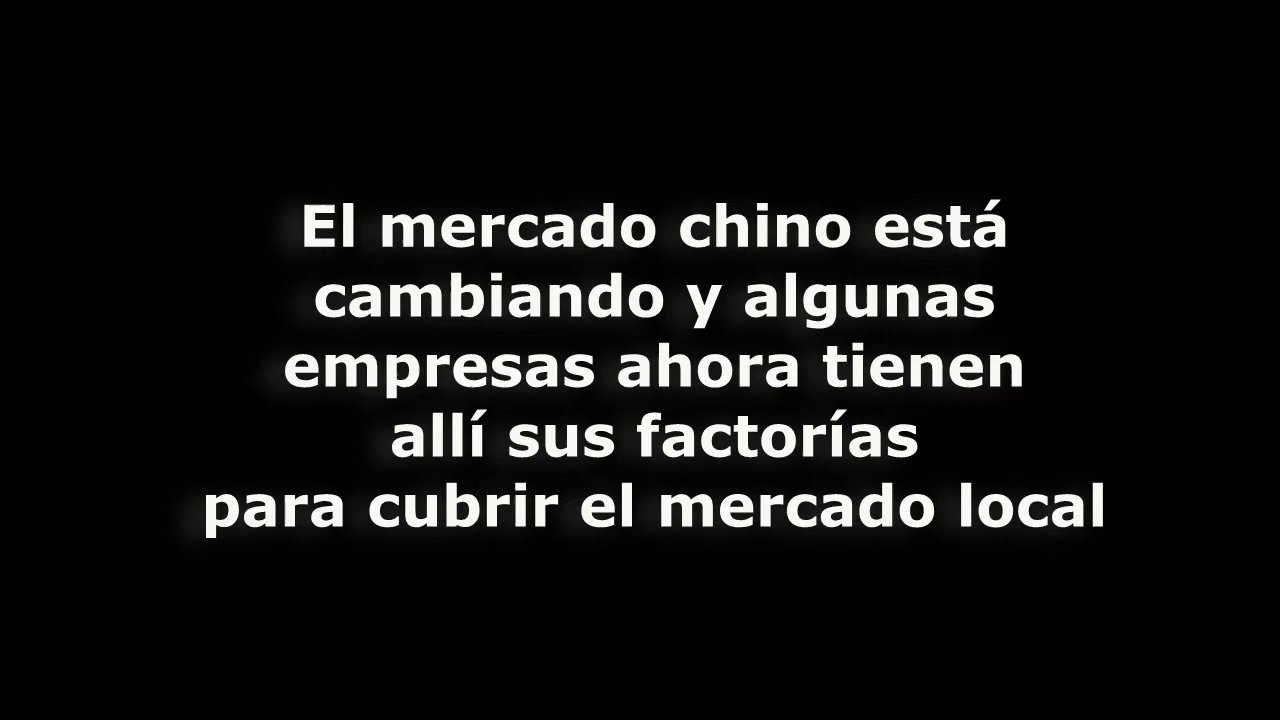 El mercado chino está
cambiando y algunas
empresas ahora tienen
allí sus factorías
para cubrir el mercado local